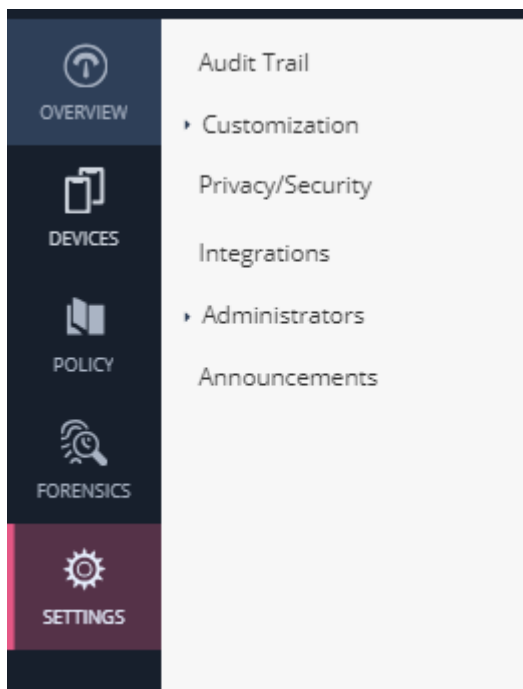 OVERVIEW
DEVICES
POLICY
FORENSICS
SETTINGS
Audit Trail
Customization
Privacy/Security
Integrations
Administrators
Announcements